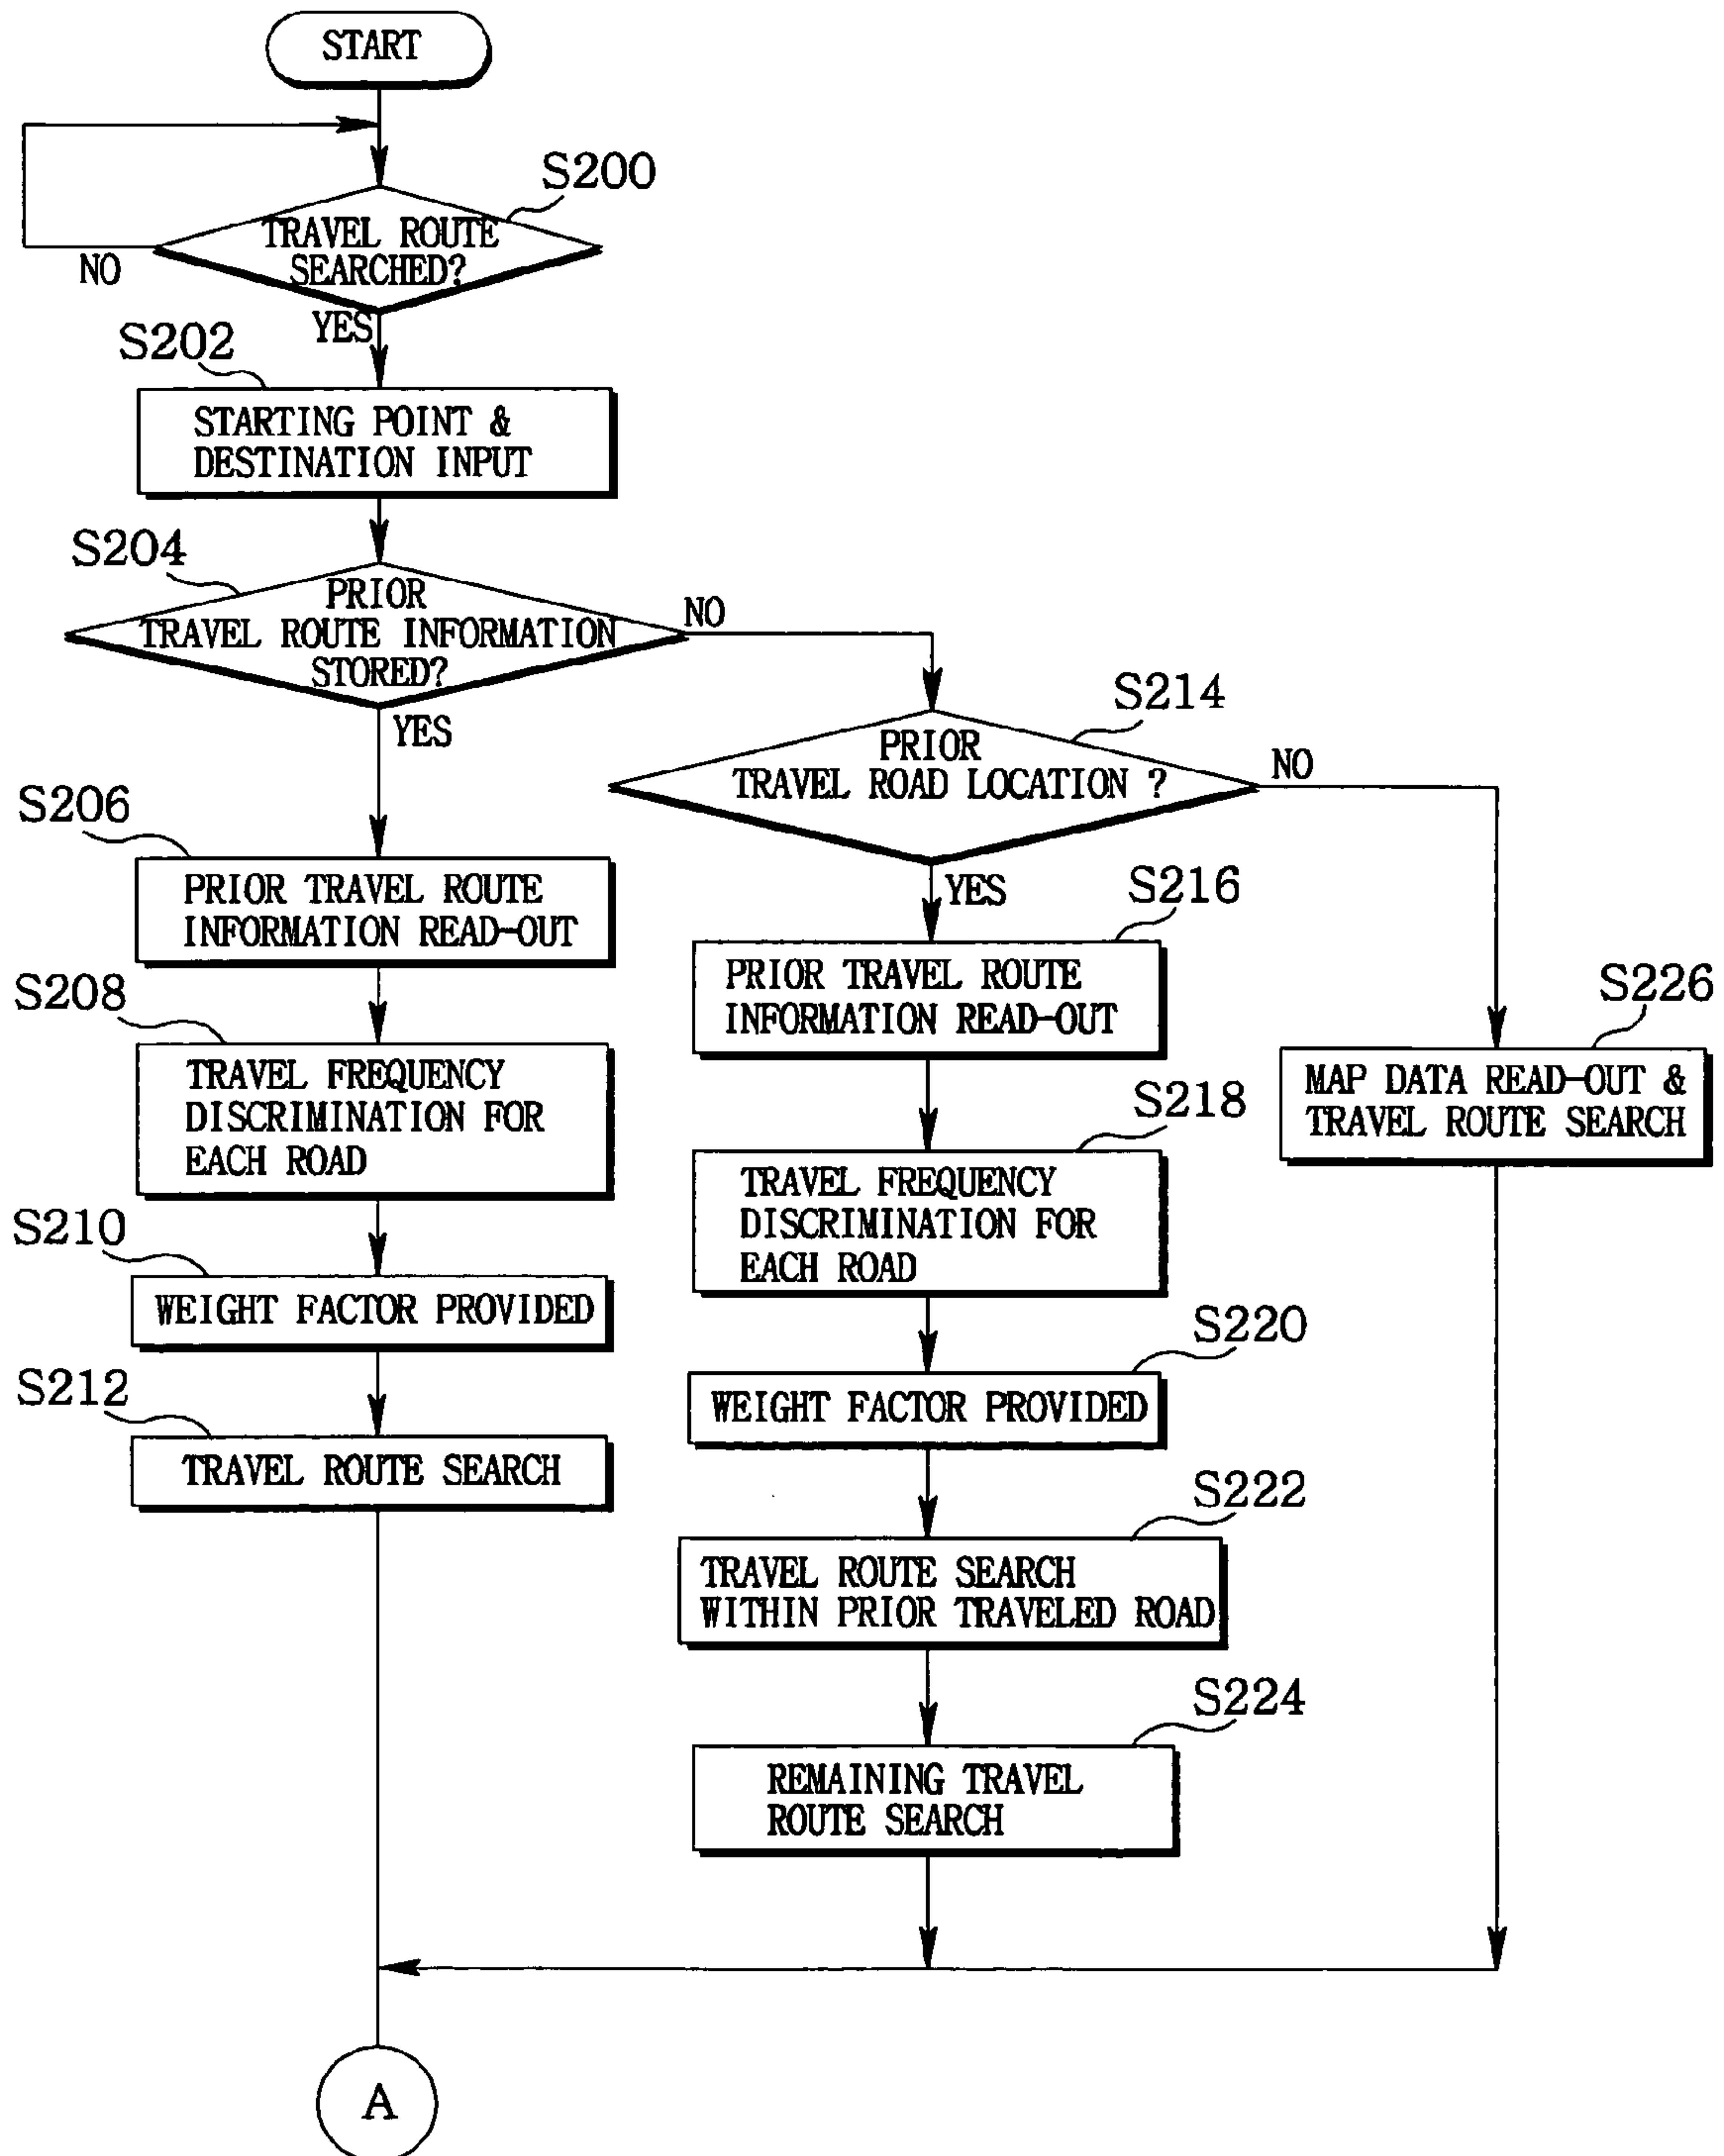 START
S200
TRAVEL ROUTE
SEARCHED?
NO
YES
S202
STARTING POINT &
DESTINATION INPUT
S204
PRIOR
TRAVEL ROUTE INFORMATION
STORED?
NO
YES
S214
PRIOR
TRAVEL ROAD LOCATION ?
NO
YES
S206
PRIOR TRAVEL ROUTE
INFORMATION READ-OUT
S208
TRAVEL FREQUENCY
DISCRIMINATION FOR
EACH ROAD
S210
WEIGHT FACTOR PROVIDED
S212
TRAVEL ROUTE SEARCH
S216
PRIOR TRAVEL ROUTE
INFORMATION READ-OUT
S218
TRAVEL FREQUENCY
DISCRIMINATION FOR
EACH ROAD
S220
WEIGHT FACTOR PROVIDED
S222
TRAVEL ROUTE SEARCH
WITHIN PRIOR TRAVELED ROAD
S224
REMAINING TRAVEL
ROUTE SEARCH
S226
MAP DATA READ-OUT &
TRAVEL ROUTE SEARCH
A